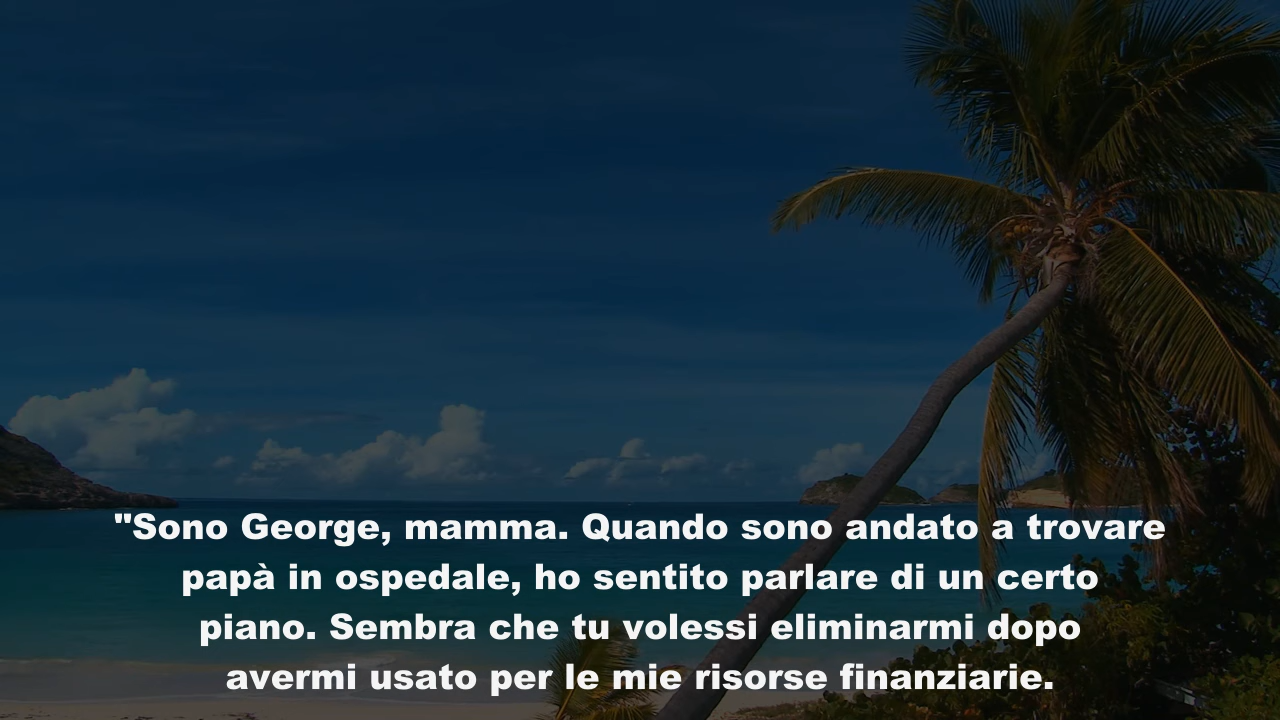 "Sono George, mamma. Quando sono andato a trovare
papà in ospedale, ho sentito parlare di un certo
piano. Sembra che tu volessi eliminarmi dopo
avermi usato per le mie risorse finanziarie.